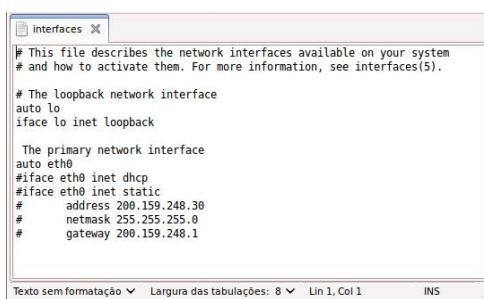 interfaces
# This file describes the network interfaces available on your system
# and how to activate them. For more information, see interfaces(5).
# The loopback network interface
auto lo
iface lo inet loopback
The primary network interface
auto eth0
#iface eth0 inet dhcp
#iface eth0 inet static
# address 200.159.248.30
# netmask 255.255.255.0
# gateway 200.159.248.1
Texto sem formatação Largura das tabulações: 8 Lin 1, Col 1 INS